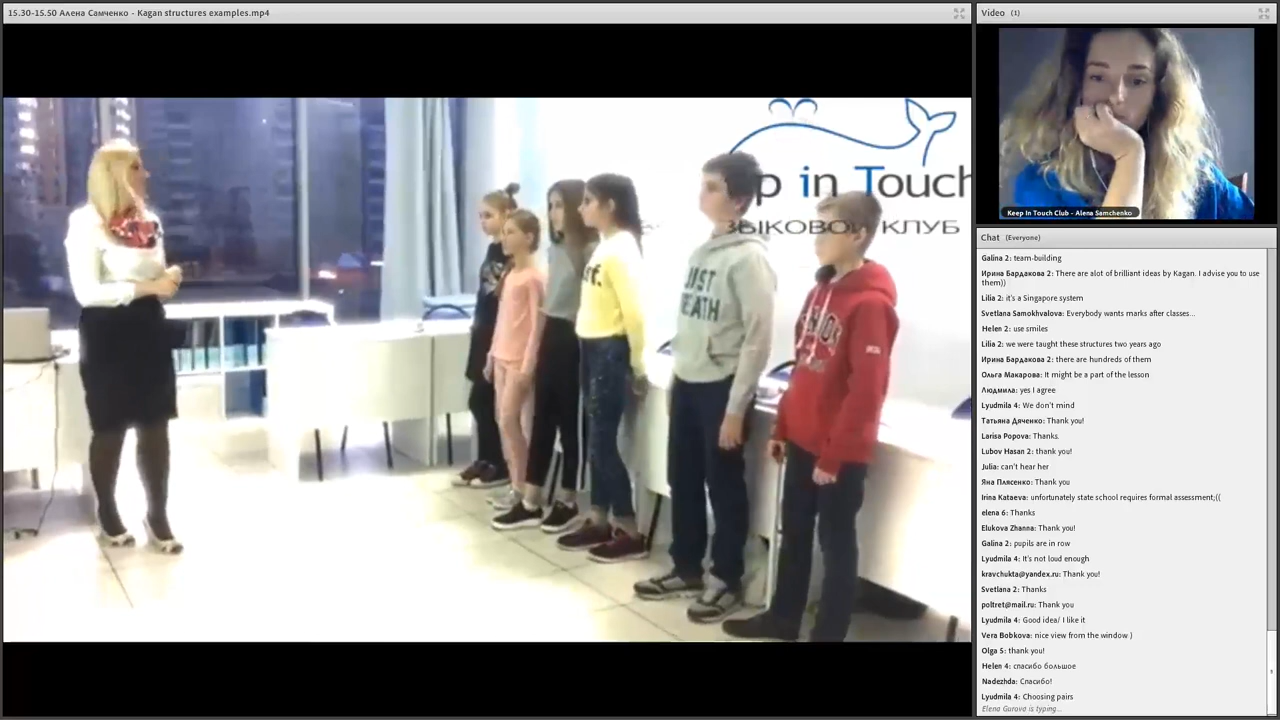 15.30-15.50 Алена Самченко - Kagan structures examples.mp4
p in Touch
ЗЫКОВО КЛУБ
JUST
Video (1)
Keep In Touch Club - Alena Samchenko
Chat (Everyone)
Galina 2: team-building
Ирина Бардакова 2: There are alot of brilliant ideas by Kagan. I advise you to use
them))
Lilia 2: it's a Singapore system
Svetlana Samokhvalova: Everybody wants marks after classes...
Helen 2: use smiles
Lilia 2: we were taught these structures two years ago
Ирина Бардакова 2: there are hundreds of them
Ольга Макарова: It might be a part of the lesson
Людмила: yes I agree
Lyudmila 4: We don't mind
Татьяна Дяченко: Thank you!
Larisa Popova: Thanks.
Lubov Hasan 2: thank you!
Julia: can't hear her
Яна Плясенко: Thank you
Irina Kataeva: unfortunately state school requires formal assessment;((
elena 6: Thanks
Elukova Zhanna: Thank you!
Galina 2: pupils are in row
Lyudmila 4: It's not loud enough
kravchukta@yandex.ru: Thank you!
Svetlana 2: Thanks
poltret@mail.ru: Thank you
Lyudmila 4: Good idea/ I like it
Vera Bobkova: nice view from the window )
Olga S: thank you!
Helen 4: спасибо большое
Nadezhda: Спасибо!
Lyudmila 4: Choosing pairs
Elena Gurova is typing...